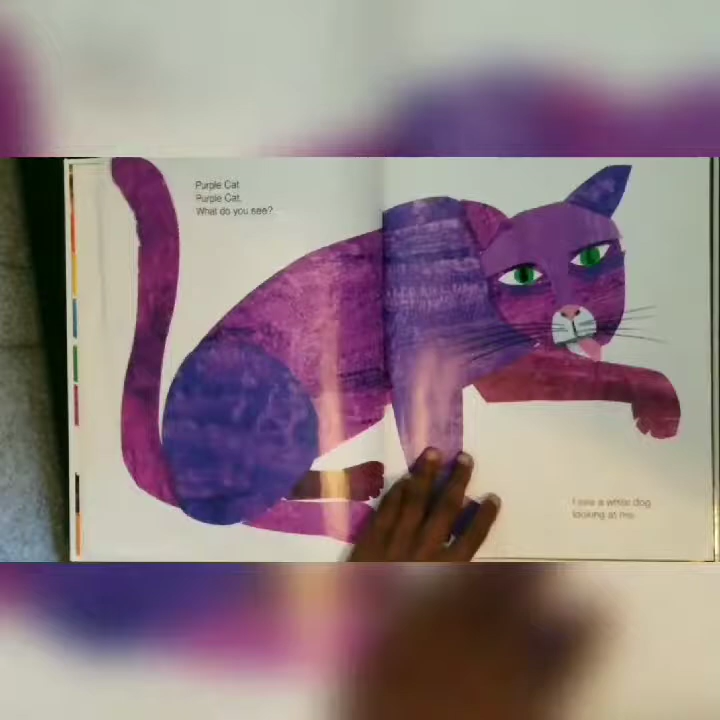 Purple Cat
Purple Cat,
What do you see?
I see a white dog
looking at me.